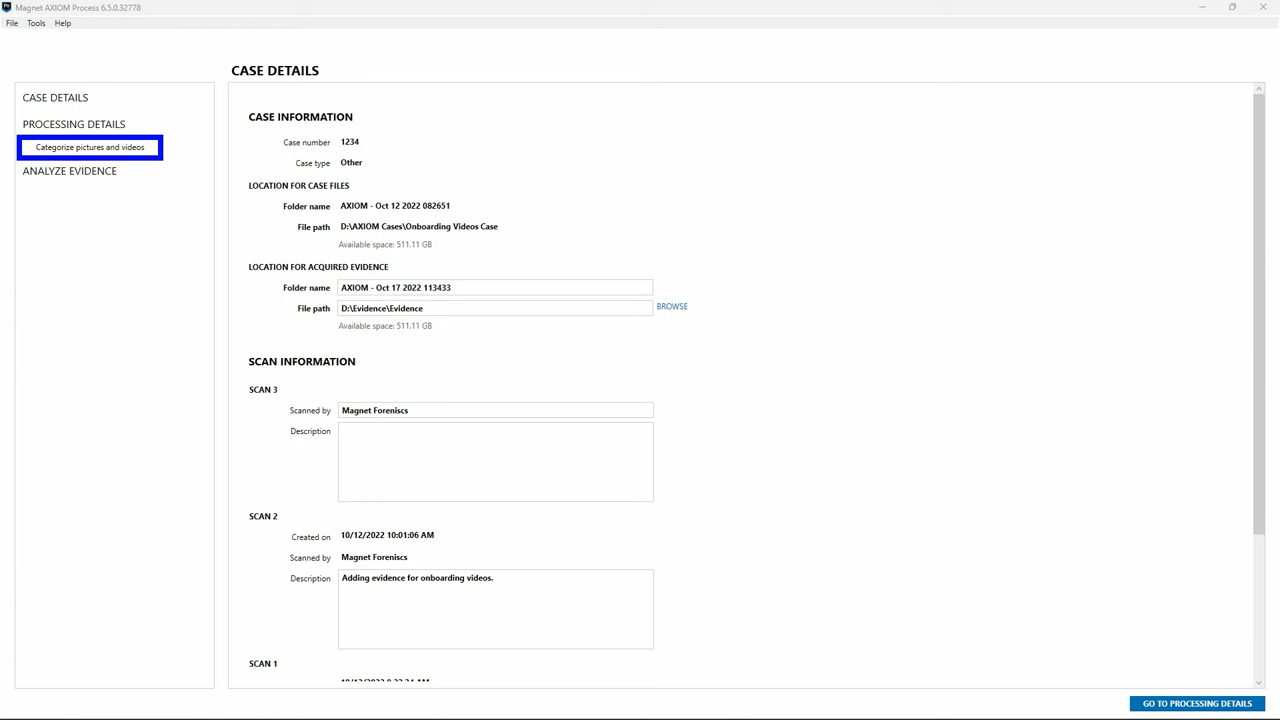 Magnet AXIOM Process 6.5.0.32778
File Tools Help
CASE DETAILS
CASE DETAILS
PROCESSING DETAILS
Categorize pictures and videos
ANALYZE EVIDENCE
CASE INFORMATION
Case number 1234
Case type Other
LOCATION FOR CASE FILES
Folder name AXIOM - Oct 12 2022 082651
File path D:\AXIOM Cases\Onboarding Videos Case
Available space: 511.11 GB
LOCATION FOR ACQUIRED EVIDENCE
Folder name AXIOM - Oct 17 2022 113433
File path D:\Evidence\Evidence BROWSE
Available space: 511.11 GB
SCAN INFORMATION
SCAN 3
Scanned by Magnet Foreniscs
Description
SCAN 2
Created on 10/12/2022 10:01:06 AM
Scanned by Magnet Foreniscs
Description Adding evidence for onboarding videos.
SCAN 1
GO TO PROCESSING DETAILS